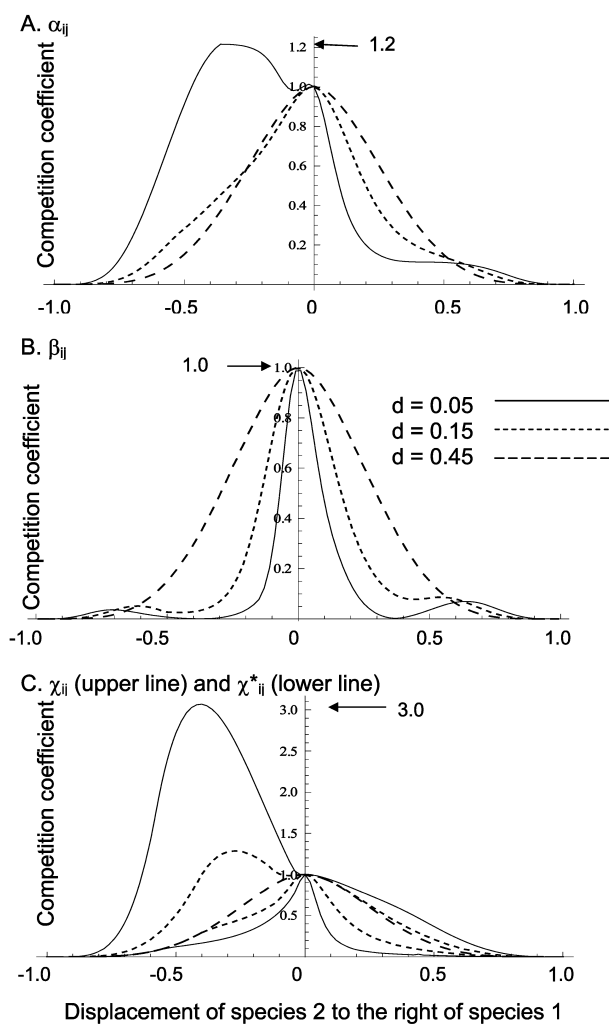 A. αij
Competition coefficient
1.2
1.2
1.0
0.8
0.6
0.4
0.2
-1.0 -0.5 0 0.5 1.0
B. βij
Competition coefficient
1.0
1.0
0.8
0.6
0.4
0.2
d = 0.05
d = 0.15
d = 0.45
-1.0 -0.5 0 0.5 1.0
C. χij (upper line) and χ*ij (lower line)
Competition coefficient
3.0
3.0
2.5
2.0
1.5
1.0
0.5
-1.0 -0.5 0 0.5 1.0
Displacement of species 2 to the right of species 1